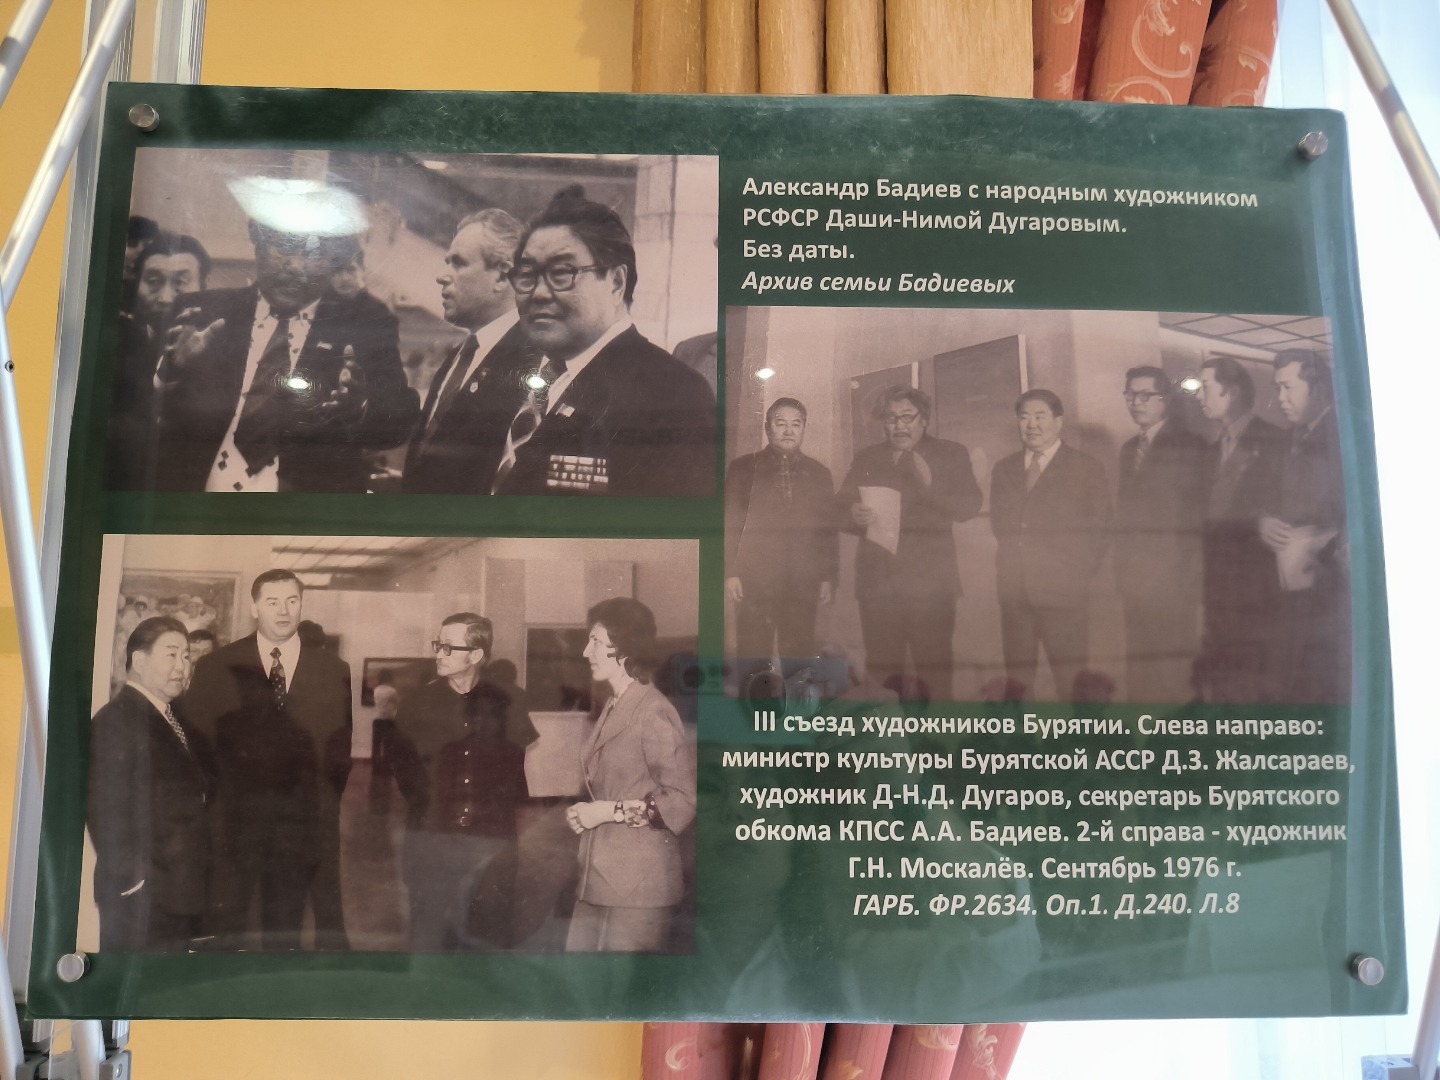 Александр Бадиев с народным художником
РСФСР Даши-Нимой Дугаровым.
Без даты.
Архив семьи Бадиевых
III съезд художников Бурятии. Слева направо:
министр культуры Бурятской АССР Д.З. Жалсараев,
художник Д-Н.Д. Дугаров, секретарь Бурятского
обкома КПСС А.А. Бадиев. 2-й справа - художник
Г.Н. Москалёв. Сентябрь 1976 г.
ГАРБ. ФР.2634. Оп.1. Д.240. Л.8